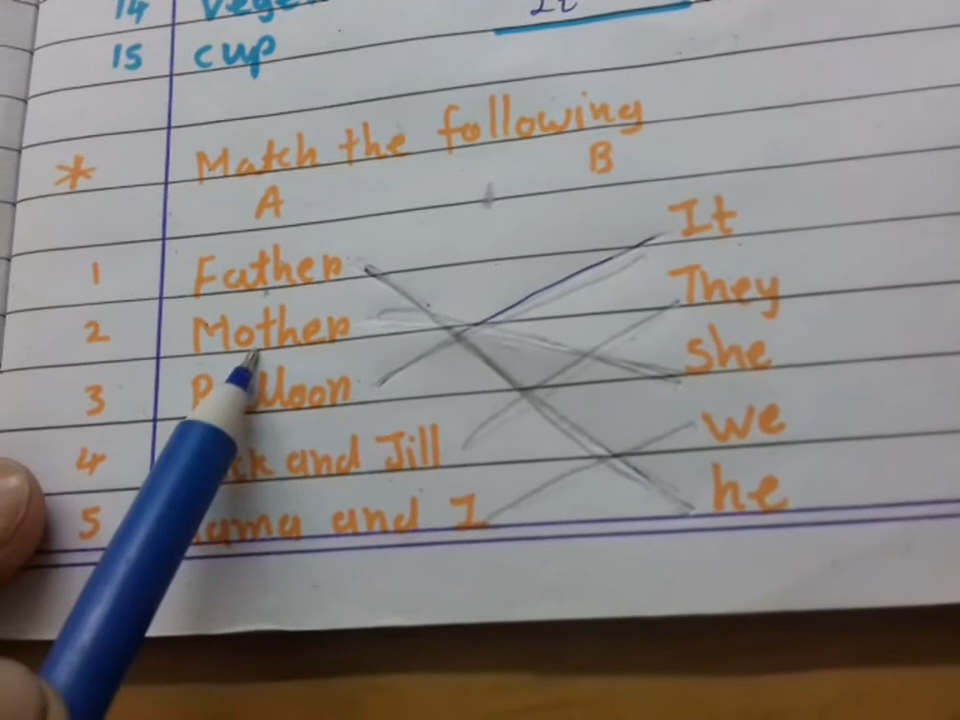 14
15 cup
* Match the following
A B
1 Father It
2 Mother They
3 She
4 and Jill we
5 and I he